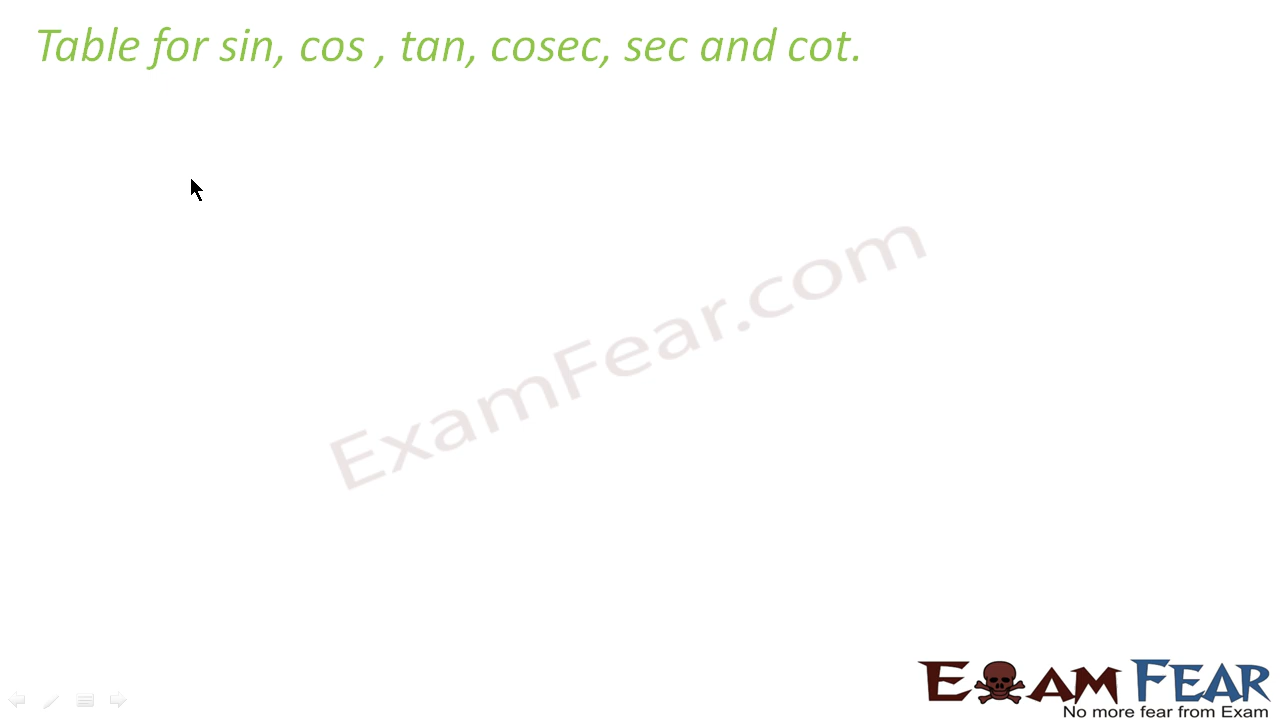 Table for sin, cos , tan, cosec, sec and cot.
ExamFear.com
EXAM FEAR
No more fear from Exam